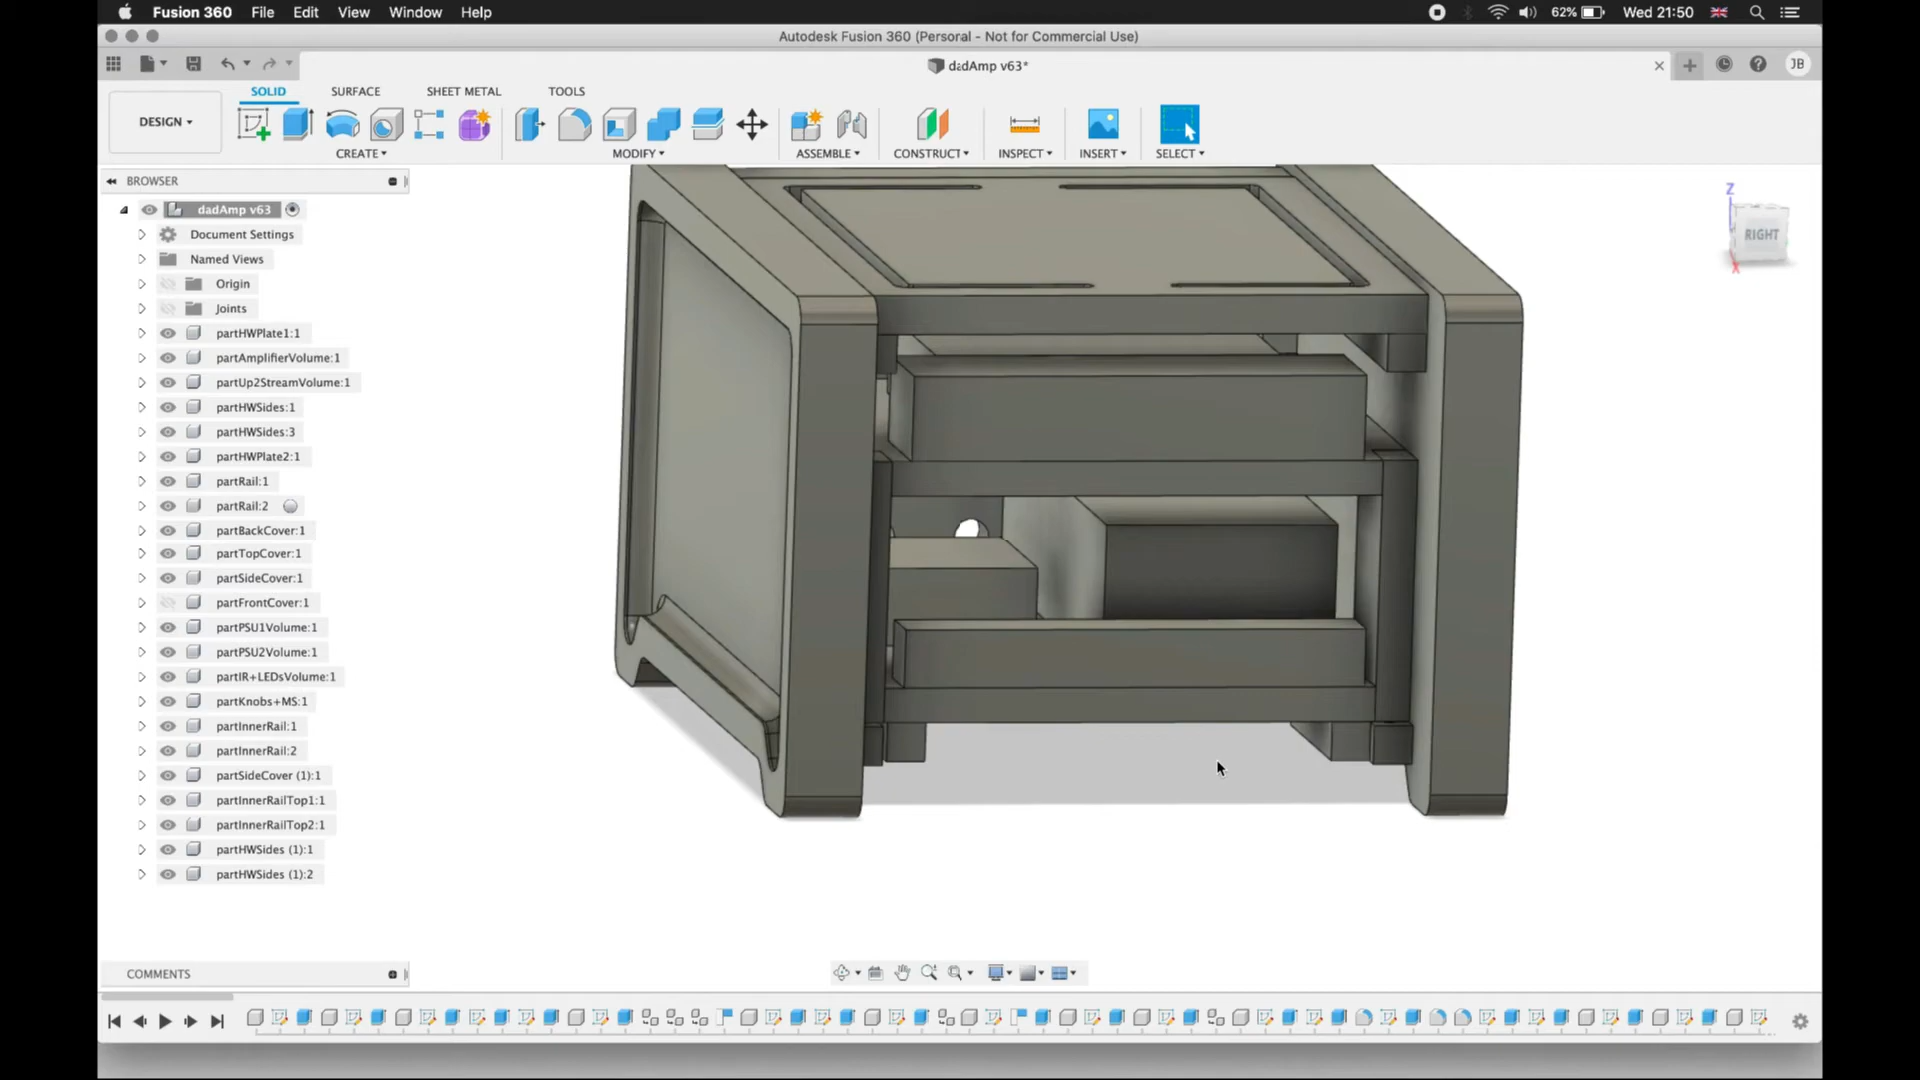 Fusion 360 File Edit View Window Help 62% Wed 21:50
Autodesk Fusion 360 (Personal - Not for Commercial Use)
dadAmp v63* JB
SOLID SURFACE SHEET METAL TOOLS
DESIGN
CREATE MODIFY ASSEMBLE CONSTRUCT INSPECT INSERT SELECT
BROWSER
dadAmp v63
Document Settings
Named Views
Origin
Joints
partHWPlate1:1
partAmplifierVolume:1
partUp2StreamVolume:1
partHWSides:1
partHWSides:3
partHWPlate2:1
partRail:1
partRail:2
partBackCover:1
partTopCover:1
partSideCover:1
partFrontCover:1
partPSU1Volume:1
partPSU2Volume:1
partIR+LEDsVolume:1
partKnobs+MS:1
partInnerRail:1
partInnerRail:2
partSideCover (1):1
partInnerRailTop1:1
partInnerRailTop2:1
partHWSides (1):1
partHWSides (1):2
Z
RIGHT
X
COMMENTS